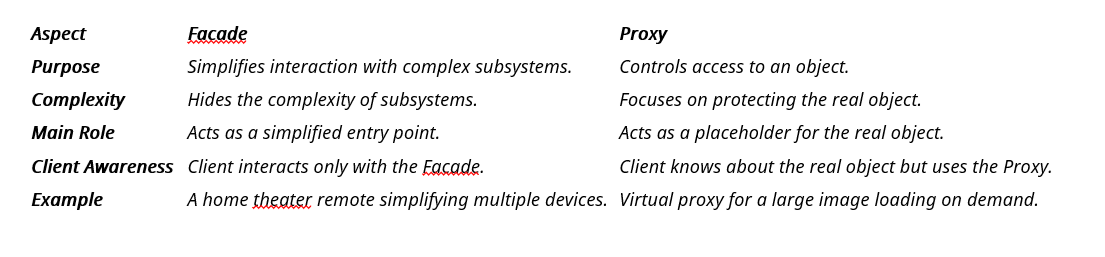 Aspect Facade Proxy
Purpose Simplifies interaction with complex subsystems. Controls access to an object.
Complexity Hides the complexity of subsystems. Focuses on protecting the real object.
Main Role Acts as a simplified entry point. Acts as a placeholder for the real object.
Client Awareness Client interacts only with the Facade. Client knows about the real object but uses the Proxy.
Example A home theater remote simplifying multiple devices. Virtual proxy for a large image loading on demand.